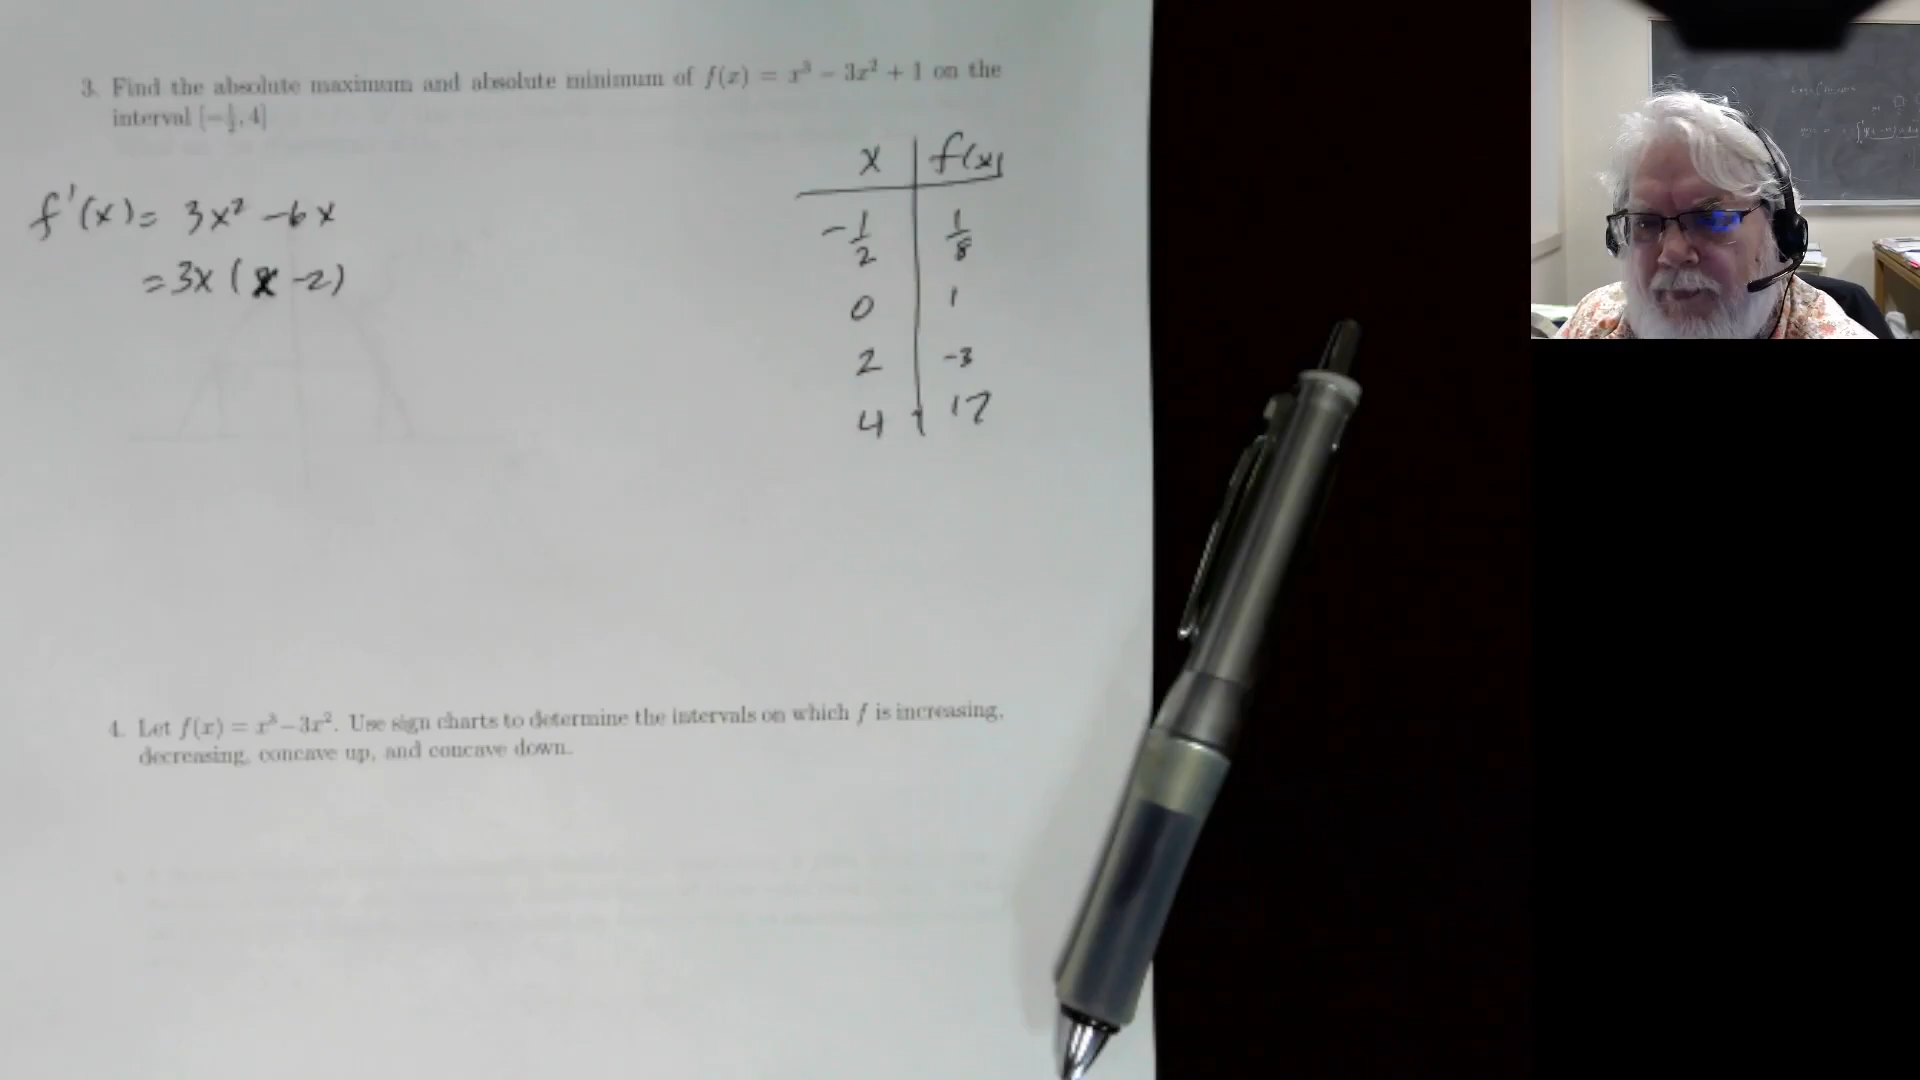 3. Find the absolute maximum and absolute minimum of f(x) = x³ − 3x² + 1 on the
interval [−½, 4]
f'(x) = 3x² − 6x
= 3x (x − 2)
x | f(x)
−1/2 | 1/8
0 | 1
2 | −3
4 | 17
4. Let f(x) = x³ − 3x². Use sign charts to determine the intervals on which f is increasing,
decreasing, concave up, and concave down.